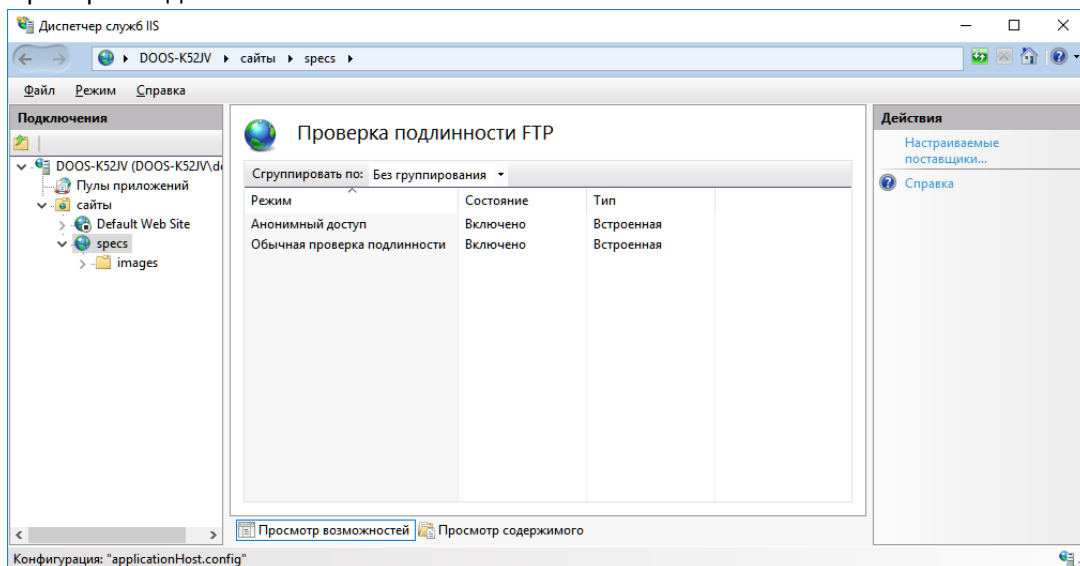 Диспетчер служб IIS
DOOS-K52JV сайты specs
Файл Режим Справка
Подключения
DOOS-K52JV (DOOS-K52JV\d
Пулы приложений
сайты
Default Web Site
specs
images
Проверка подлинности FTP
Сгруппировать по: Без группирования
Режим Состояние Тип
Анонимный доступ Включено Встроенная
Обычная проверка подлинности Включено Встроенная
Просмотр возможностей Просмотр содержимого
Действия
Настраиваемые
поставщики...
Справка
Конфигурация: "applicationHost.config"